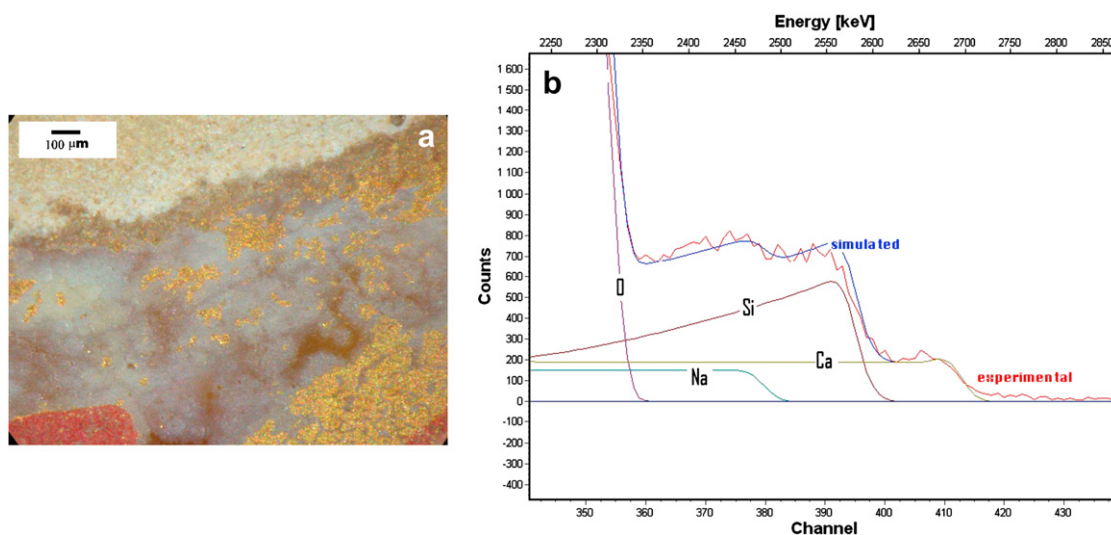 100 µm
a
Energy [keV]
2250 2300 2350 2400 2450 2500 2550 2600 2650 2700 2750 2800 2850
b
1 600
1 500
1 400
1 300
1 200
1 100
1 000
900
800
700
600
500
400
300
200
100
0
-100
-200
-300
-400
Counts
simulated
O
Si
Ca
Na
experimental
350 360 370 380 390 400 410 420 430
Channel